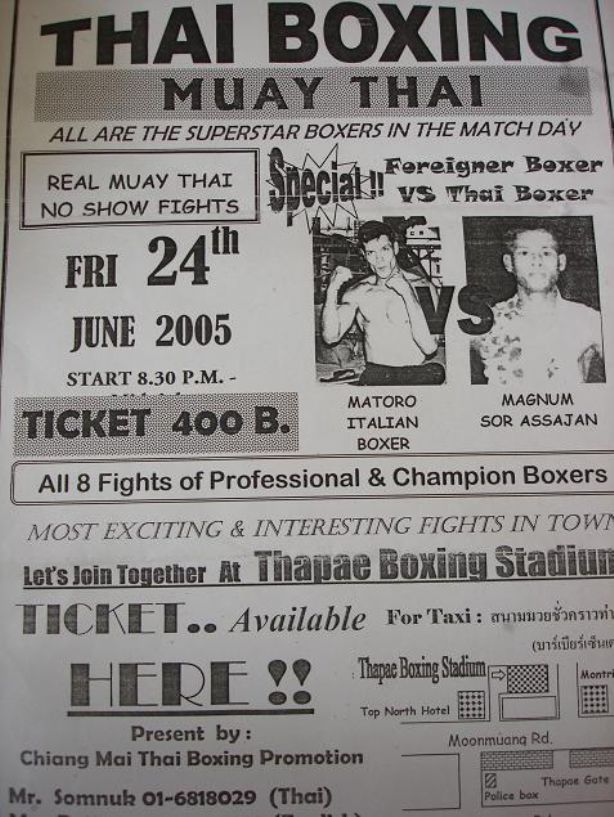 THAI BOXING
MUAY THAI
ALL ARE THE SUPERSTAR BOXERS IN THE MATCH DAY
REAL MUAY THAI
NO SHOW FIGHTS
Special !!
Foreigner Boxer
VS Thai Boxer
FRI 24th
JUNE 2005
START 8.30 P.M. -
VS
TICKET 400 B.
MATORO
ITALIAN
BOXER
MAGNUM
SOR ASSAJAN
All 8 Fights of Professional & Champion Boxers
MOST EXCITING & INTERESTING FIGHTS IN TOWN
Let's Join Together At Thapae Boxing Stadium
TICKET.. Available
For Taxi : สนามมวยชั่วคราวท่า
HERE !!
Thapae Boxing Stadium
Montri
Top North Hotel
Present by :
Chiang Mai Thai Boxing Promotion
Moonmuang Rd.
Thapae Gate
Police box
Mr. Somnuk 01-6818029 (Thai)